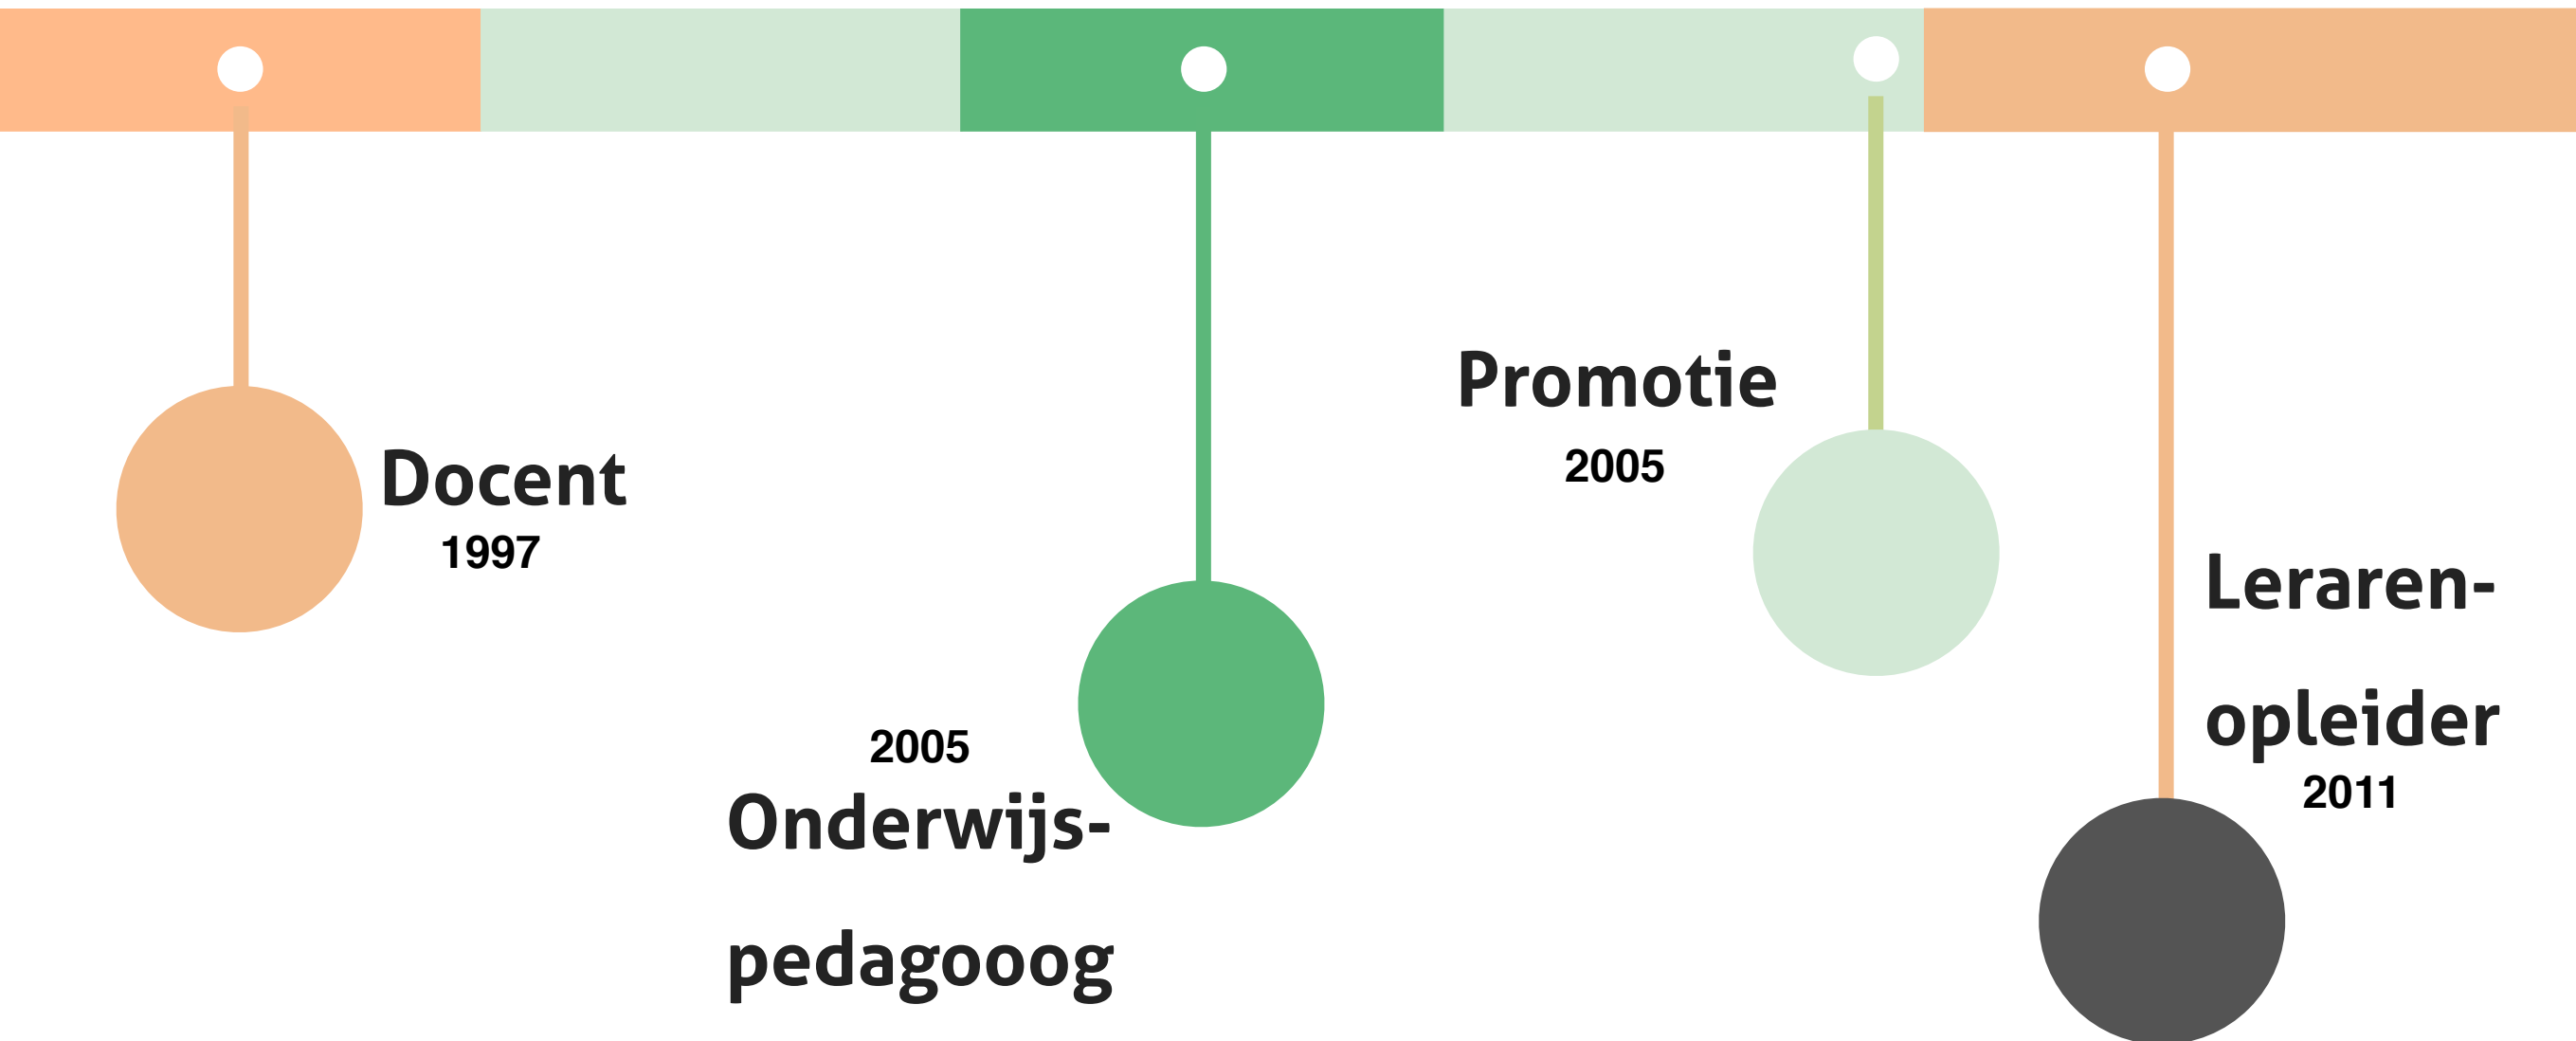 Docent
1997
2005
Onderwijs-
pedagooog
Promotie
2005
Leraren-
opleider
2011